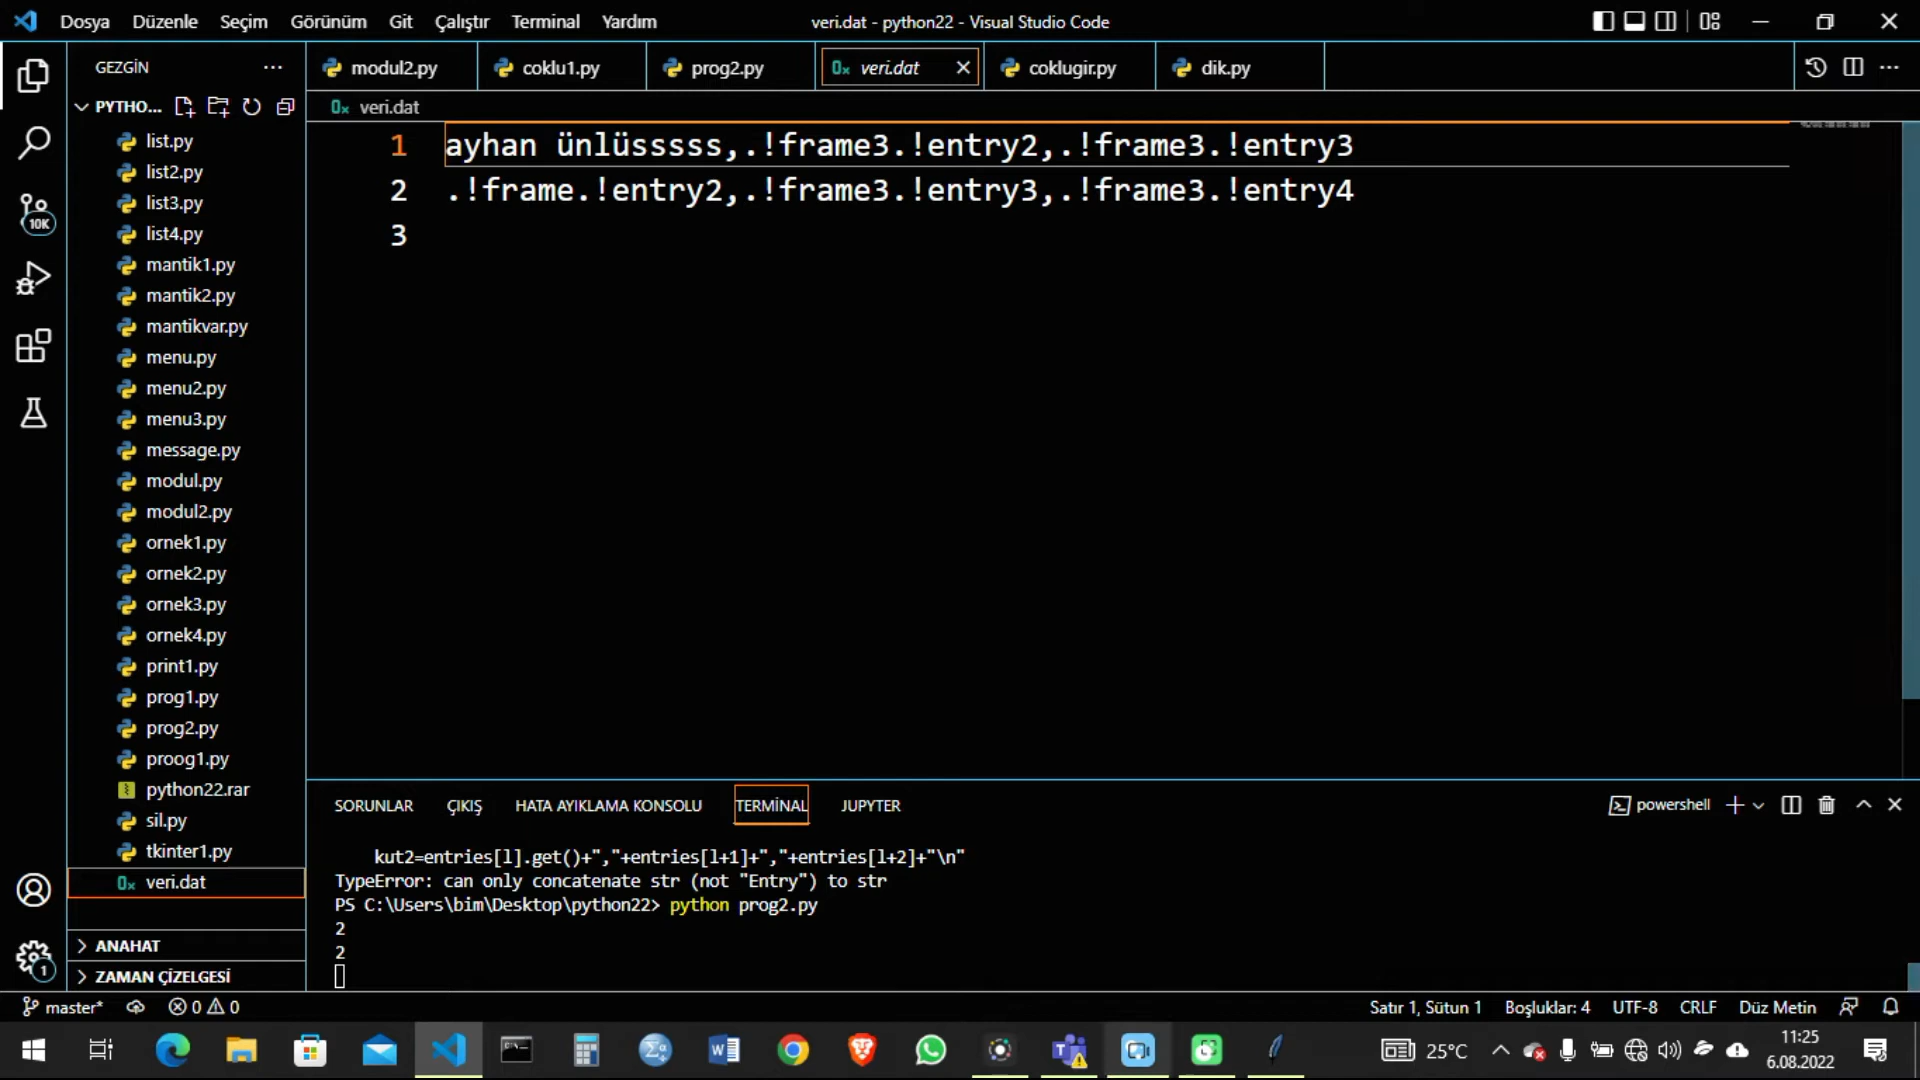 Dosya Düzenle Seçim Görünüm Git Çalıştır Terminal Yardım veri.dat - python22 - Visual Studio Code
GEZGİN
modul2.py coklu1.py prog2.py veri.dat coklugir.py dik.py
PYTHO...
veri.dat
list.py
list2.py
list3.py
list4.py
mantik1.py
mantik2.py
mantikvar.py
menu.py
menu2.py
menu3.py
message.py
modul.py
modul2.py
ornek1.py
ornek2.py
ornek3.py
ornek4.py
print1.py
prog1.py
prog2.py
proog1.py
python22.rar
sil.py
tkinter1.py
veri.dat
ANAHAT
ZAMAN ÇİZELGESİ
10K
1
1 ayhan ünlüsssss,.!frame3.!entry2,.!frame3.!entry3
2 .!frame.!entry2,.!frame3.!entry3,.!frame3.!entry4
3
SORUNLAR ÇIKIŞ HATA AYIKLAMA KONSOLU TERMİNAL JUPYTER powershell
kut2=entries[l].get()+","+entries[l+1]+","+entries[l+2]+"\n"
TypeError: can only concatenate str (not "Entry") to str
PS C:\Users\bim\Desktop\python22> python prog2.py
2
2
master* 0 0 Satır 1, Sütun 1 Boşluklar: 4 UTF-8 CRLF Düz Metin
25°C 11:25
6.08.2022